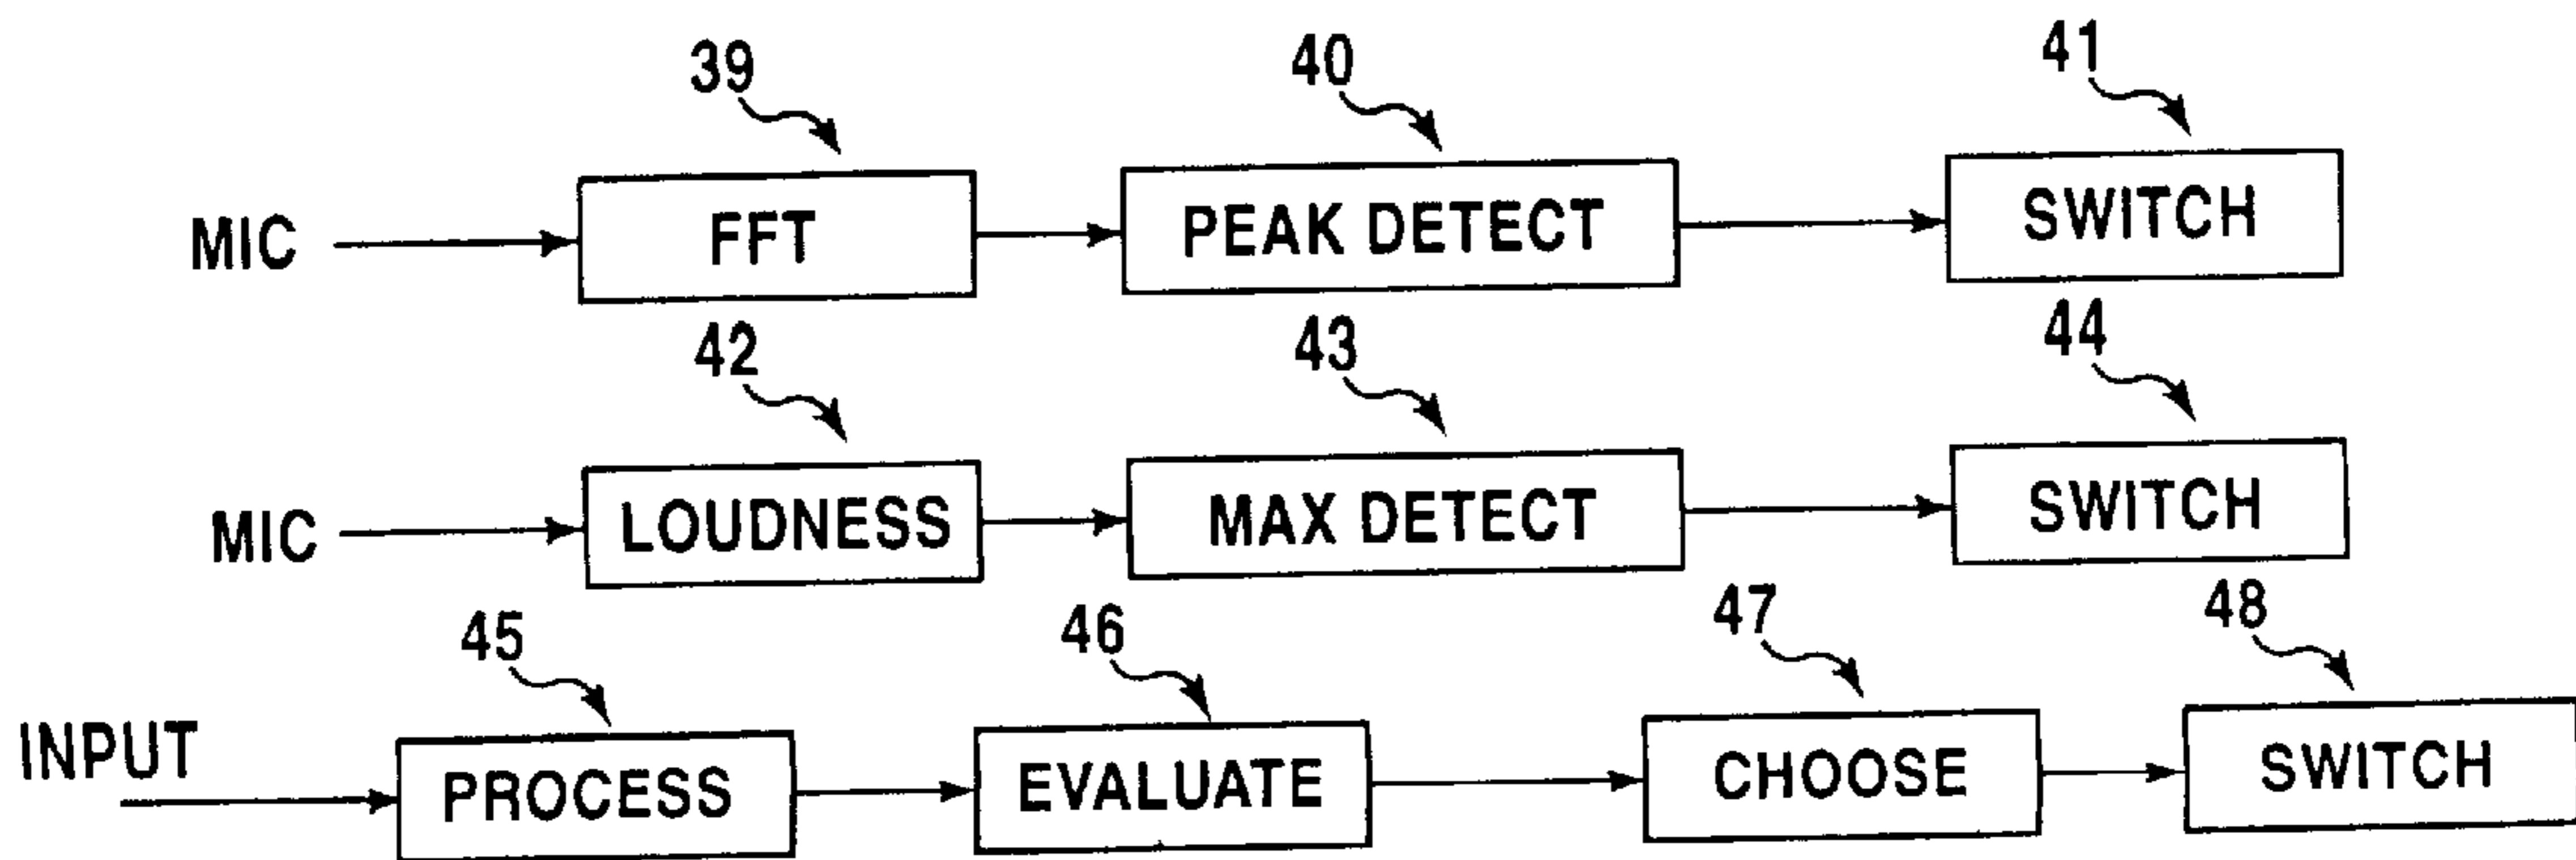 39 40 41
MIC FFT PEAK DETECT SWITCH
42 43 44
MIC LOUDNESS MAX DETECT SWITCH
45 46 47 48
INPUT PROCESS EVALUATE CHOOSE SWITCH